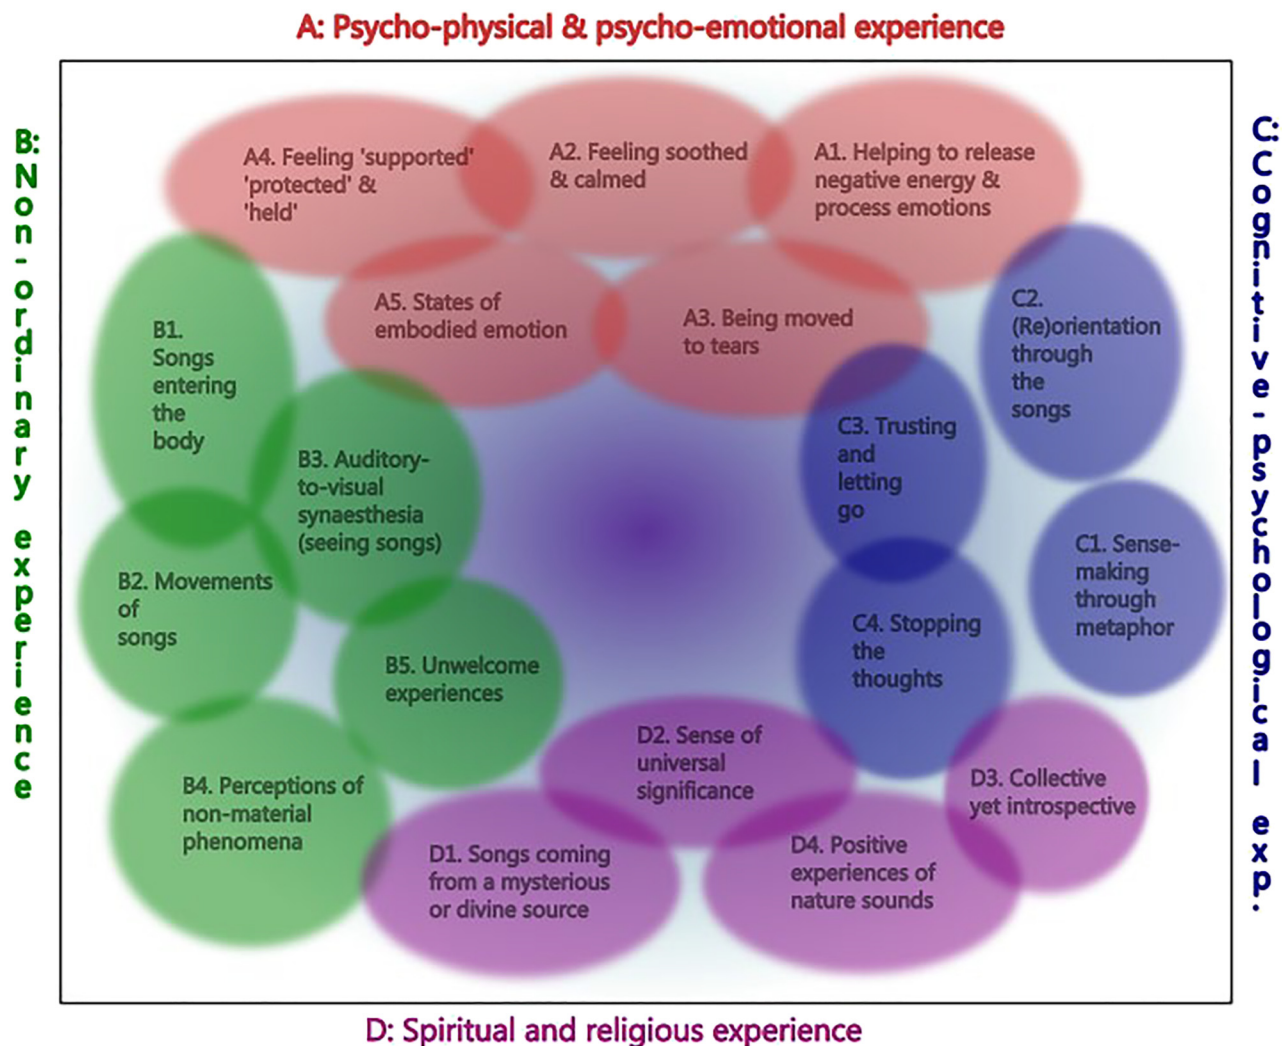 A: Psycho-physical & psycho-emotional experience
B: Non-ordinary experience
C: Cognitive-psychological exp.
A4. Feeling 'supported'
'protected' &
'held'
A2. Feeling soothed
& calmed
A1. Helping to release
negative energy &
process emotions
A5. States of
embodied emotion
A3. Being moved
to tears
B1.
Songs
entering
the
body
C2.
(Re)orientation
through
the
songs
B3. Auditory-
to-visual
synaesthesia
(seeing songs)
C3. Trusting
and
letting
go
B2. Movements
of
songs
C1. Sense-
making
through
metaphor
B5. Unwelcome
experiences
C4. Stopping
the
thoughts
B4. Perceptions of
non-material
phenomena
D2. Sense of
universal
significance
D3. Collective
yet introspective
D1. Songs coming
from a mysterious
or divine source
D4. Positive
experiences of
nature sounds
D: Spiritual and religious experience